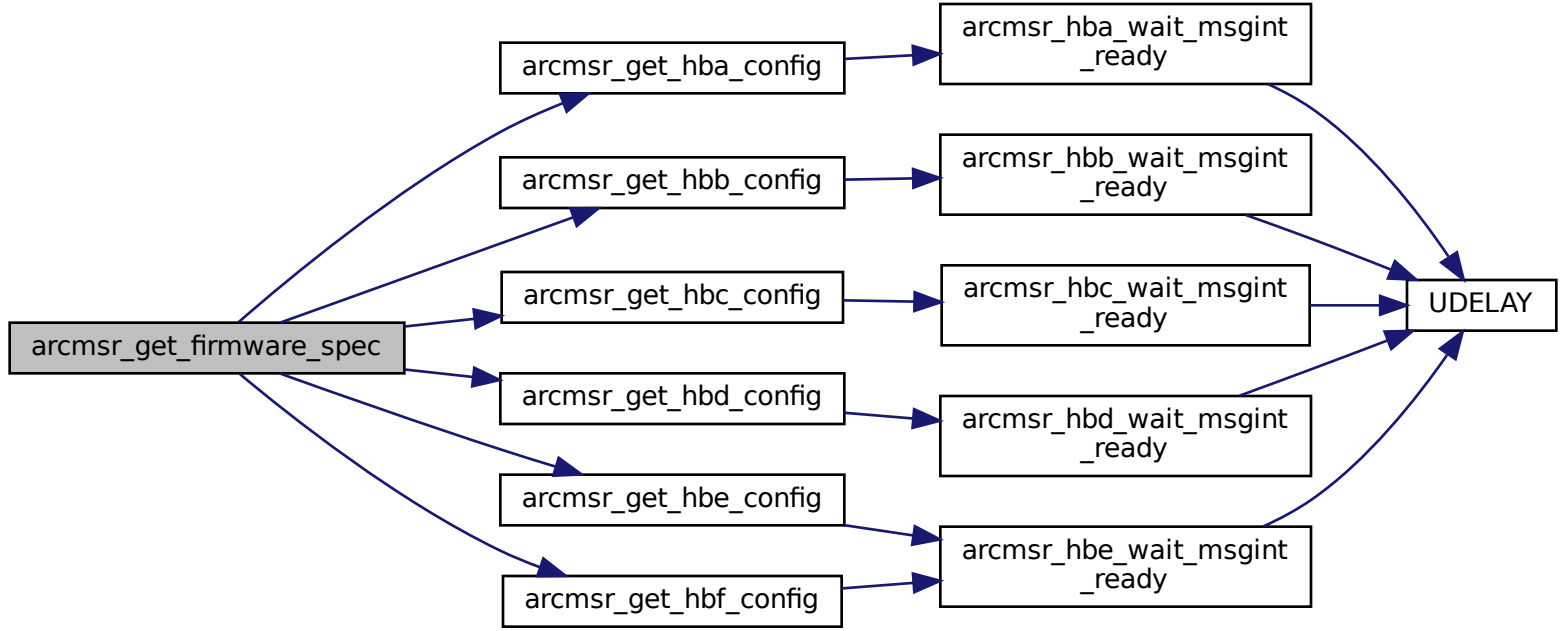 arcmsr_get_firmware_spec
arcmsr_get_hba_config
arcmsr_get_hbb_config
arcmsr_get_hbc_config
arcmsr_get_hbd_config
arcmsr_get_hbe_config
arcmsr_get_hbf_config
arcmsr_hba_wait_msgint
_ready
arcmsr_hbb_wait_msgint
_ready
arcmsr_hbc_wait_msgint
_ready
arcmsr_hbd_wait_msgint
_ready
arcmsr_hbe_wait_msgint
_ready
UDELAY